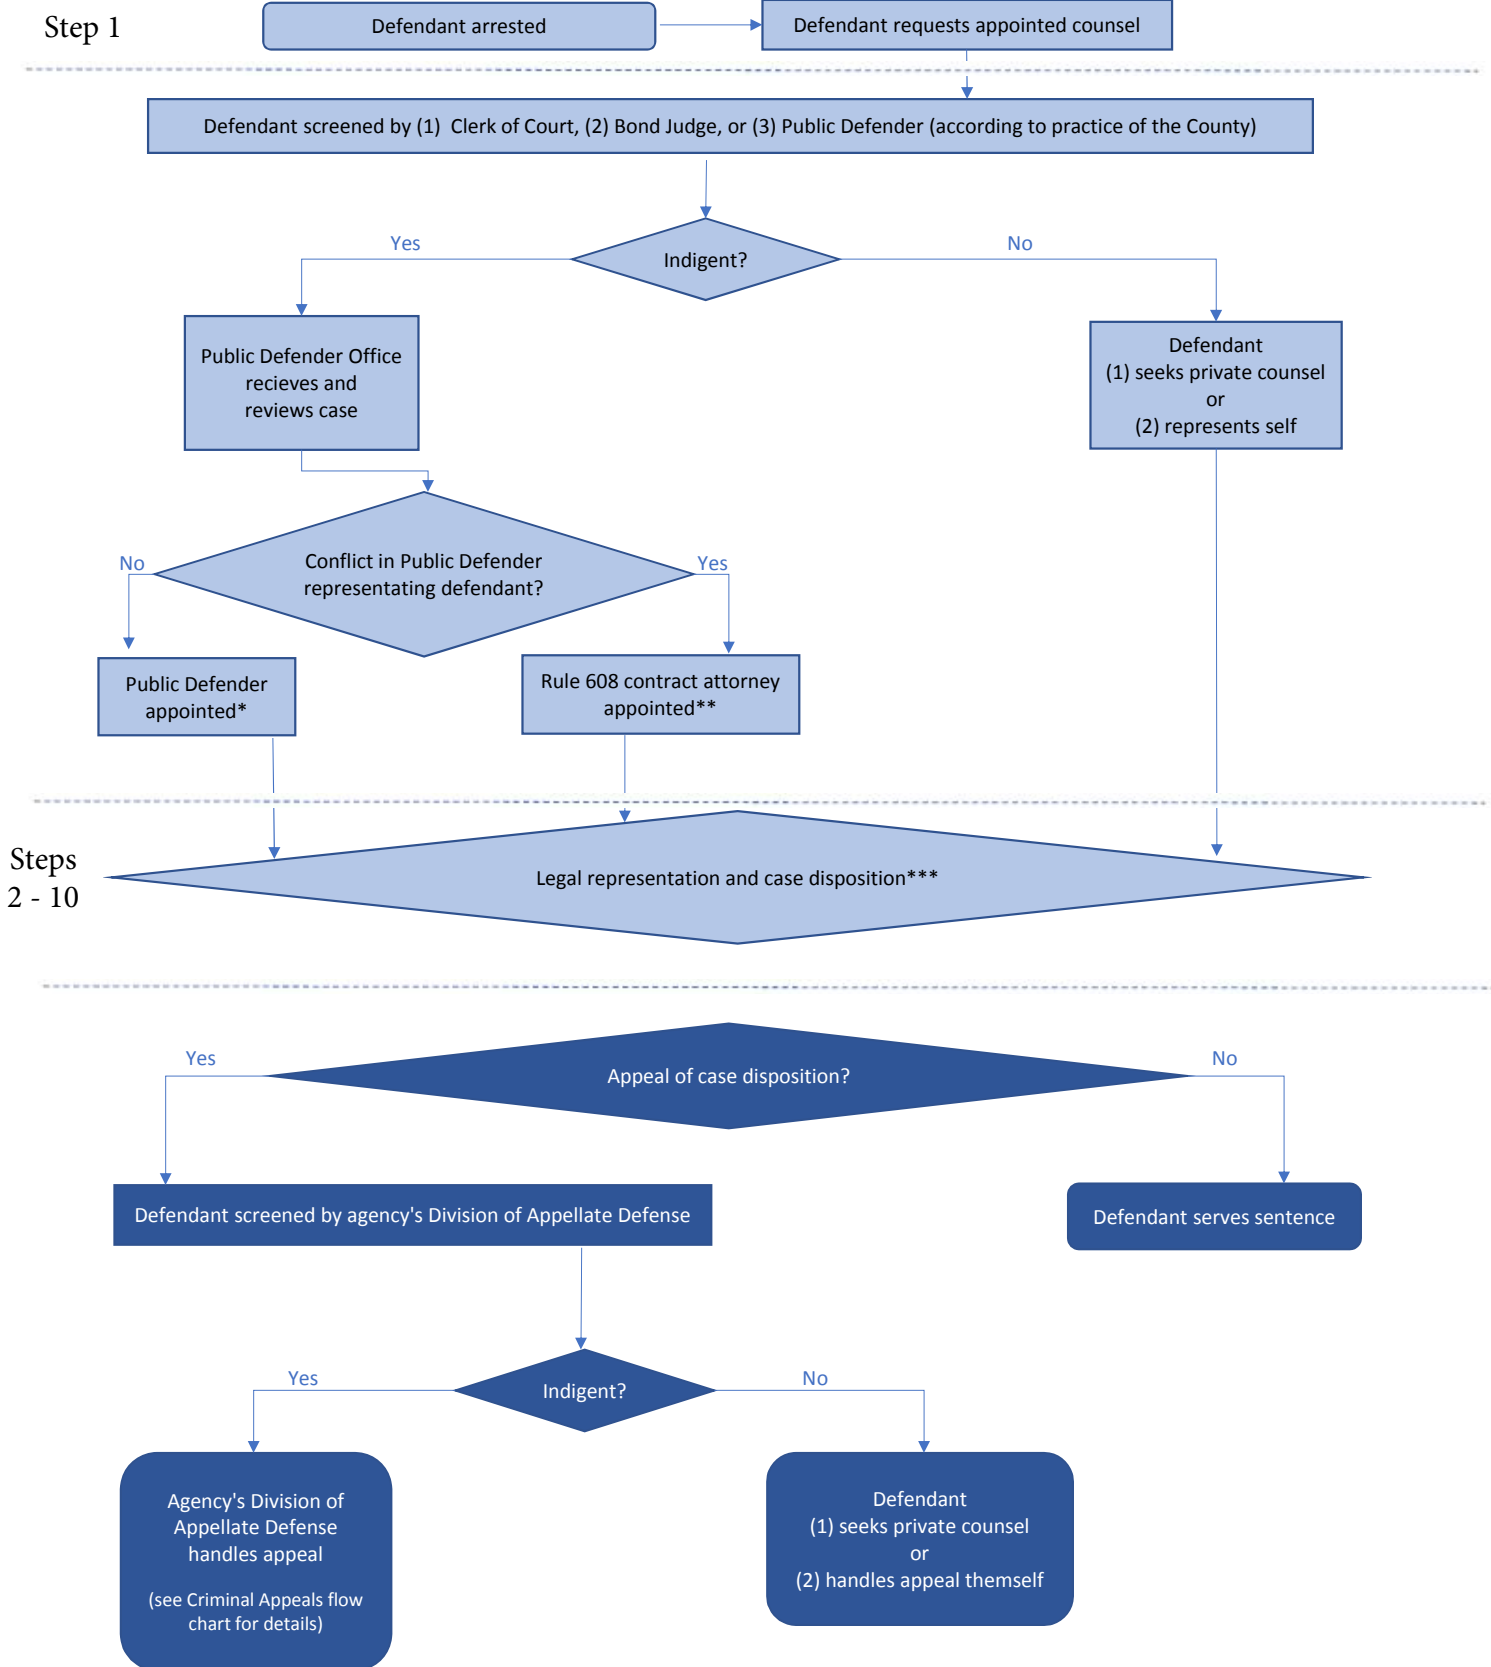 Step 1
Defendant arrested
Defendant requests appointed counsel
Defendant screened by (1) Clerk of Court, (2) Bond Judge, or (3) Public Defender (according to practice of the County)
Yes
No
Indigent?
Public Defender Office
recieves and
reviews case
Defendant
(1) seeks private counsel
or
(2) represents self
No
Yes
Conflict in Public Defender
representating defendant?
Public Defender
appointed*
Rule 608 contract attorney
appointed**
Steps
2 - 10
Legal representation and case disposition***
Yes
No
Appeal of case disposition?
Defendant screened by agency's Division of Appellate Defense
Defendant serves sentence
Yes
No
Indigent?
Agency's Division of
Appellate Defense
handles appeal
(see Criminal Appeals flow
chart for details)
Defendant
(1) seeks private counsel
or
(2) handles appeal themself